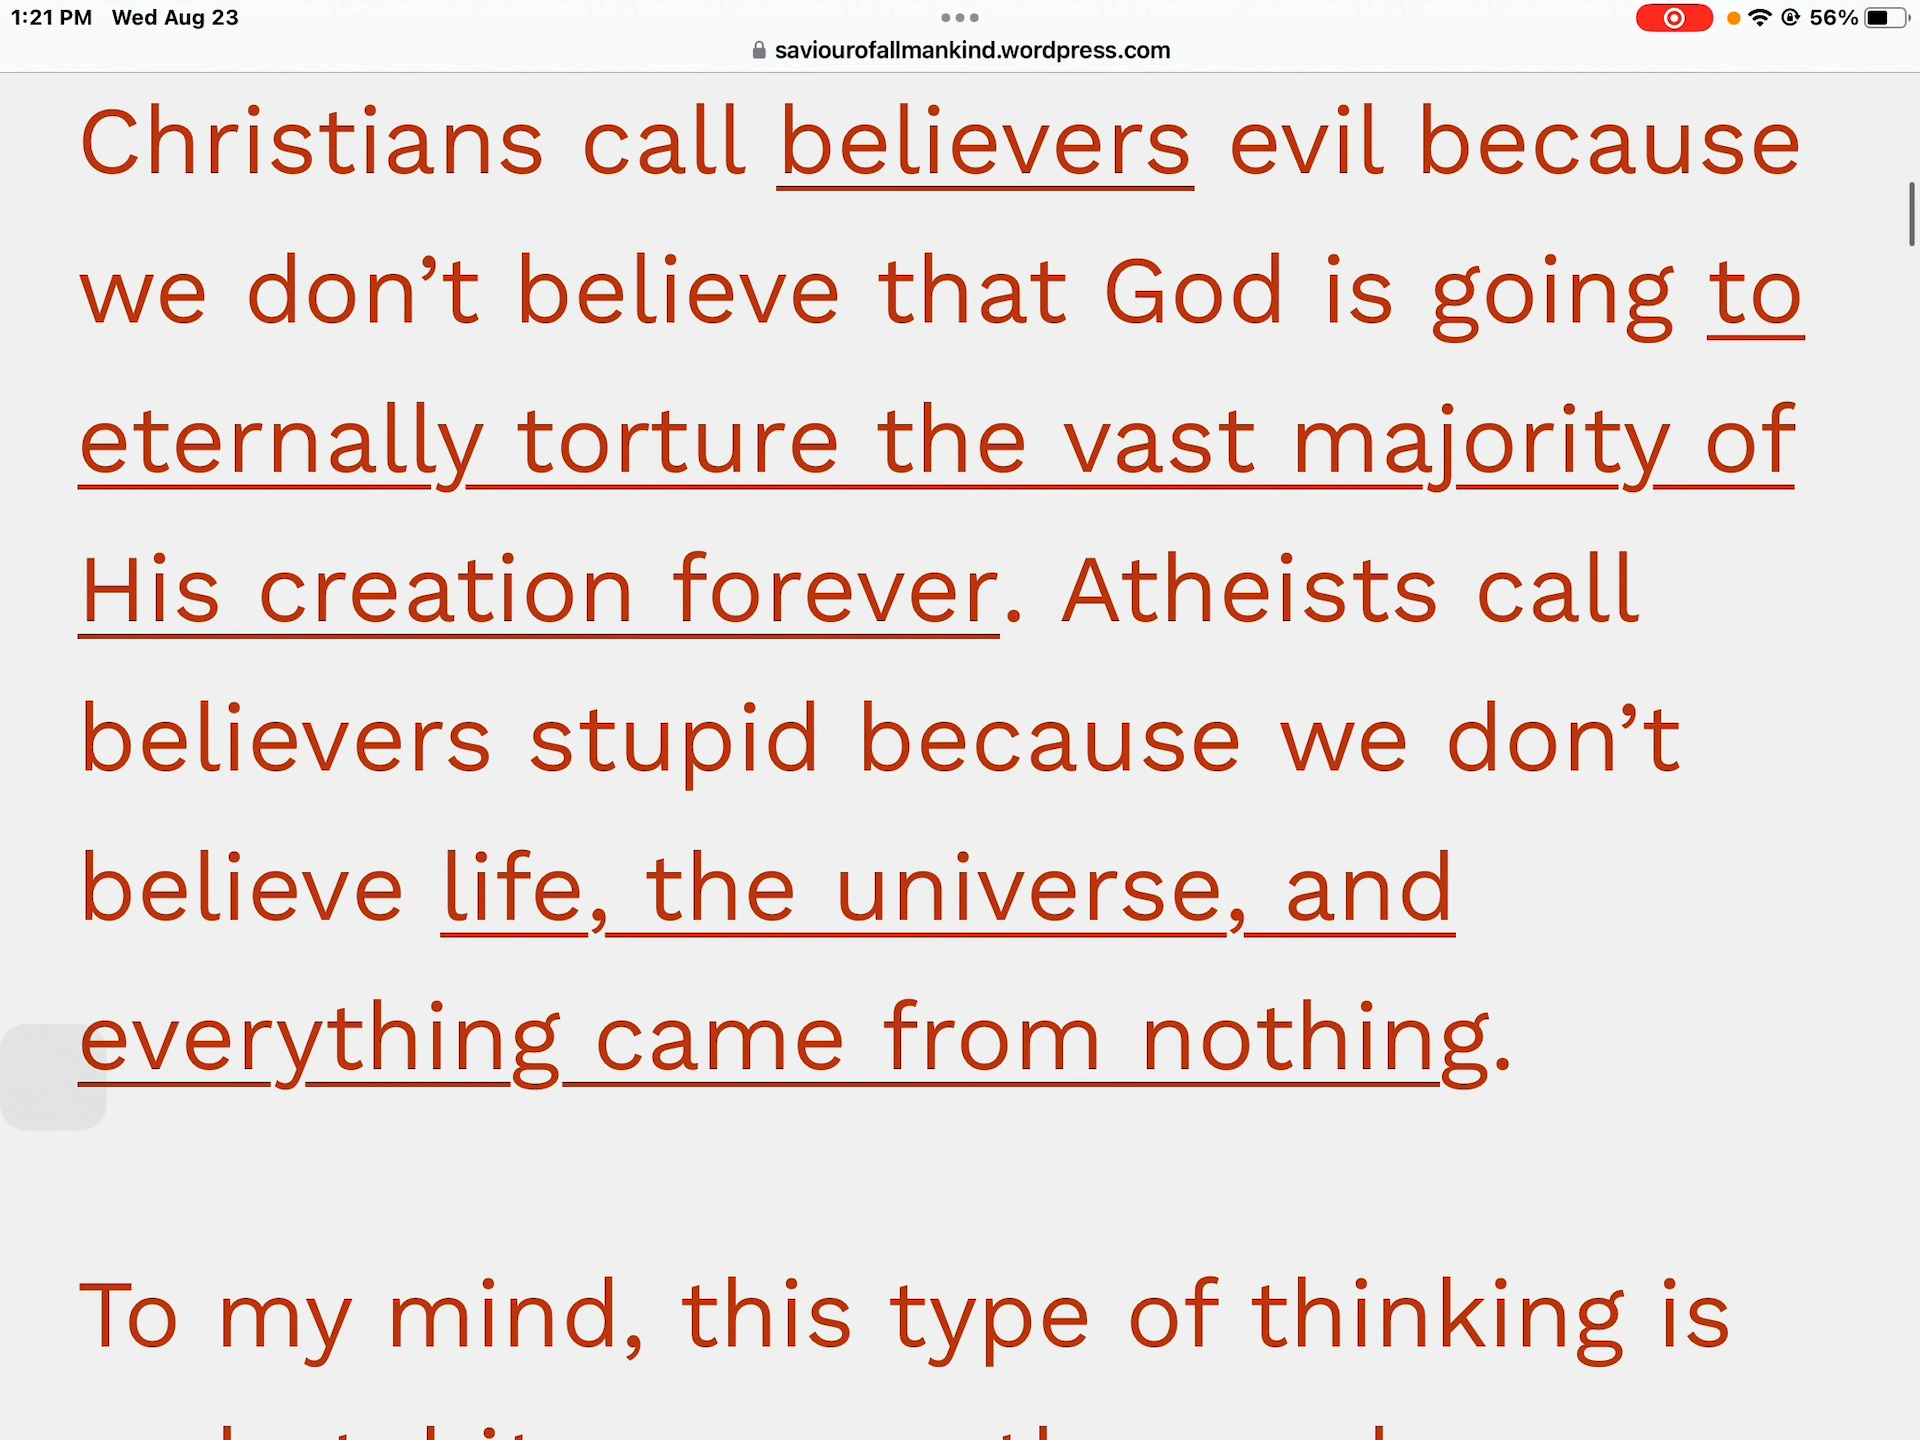 1:21 PM Wed Aug 23
56%
saviourofallmankind.wordpress.com
Christians call believers evil because
we don’t believe that God is going to
eternally torture the vast majority of
His creation forever. Atheists call
believers stupid because we don’t
believe life, the universe, and
everything came from nothing.
To my mind, this type of thinking is